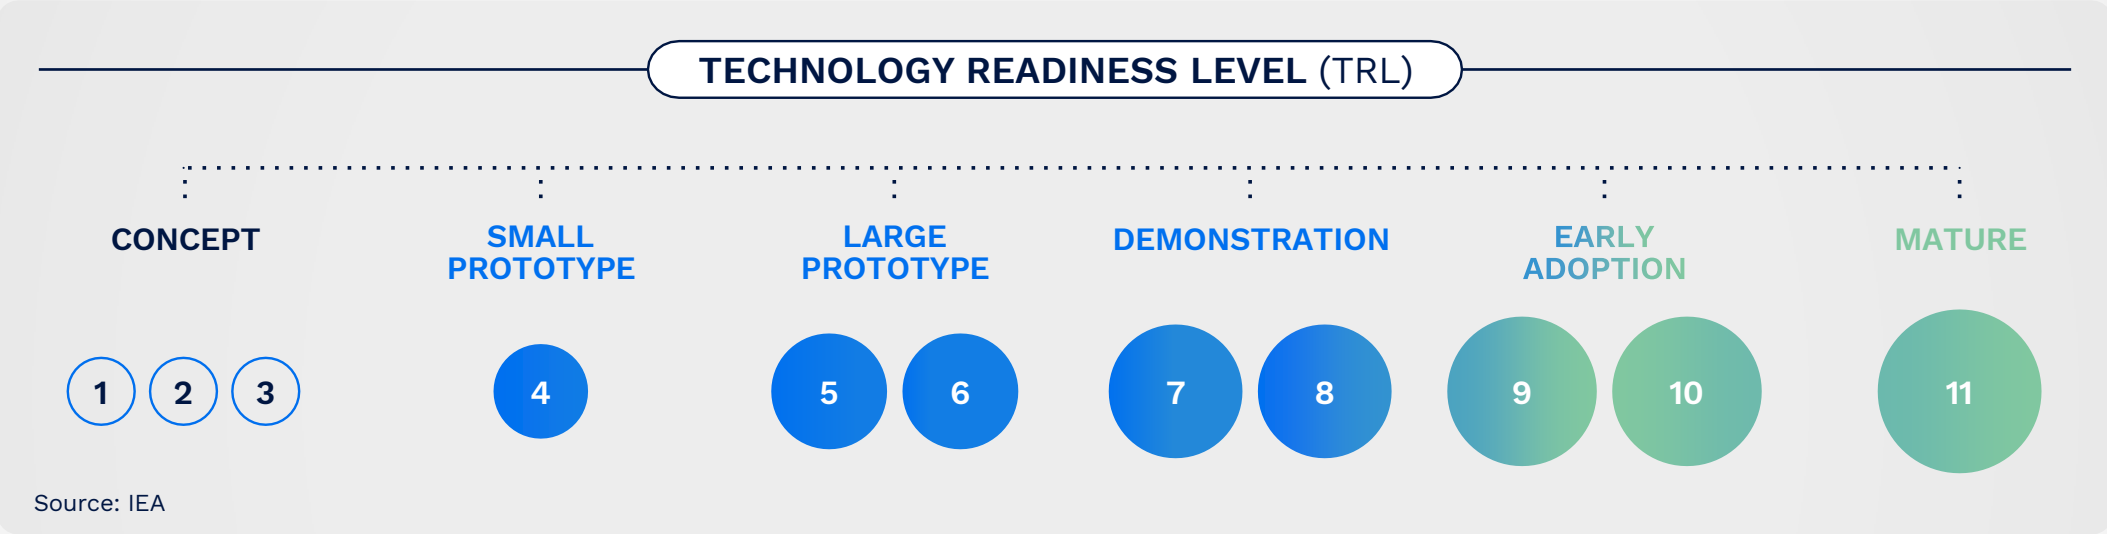 TECHNOLOGY READINESS LEVEL (TRL)
CONCEPT
1 2 3
SMALL
PROTOTYPE
4
LARGE
PROTOTYPE
5 6
DEMONSTRATION
7 8
EARLY
ADOPTION
9 10
MATURE
11
Source: IEA